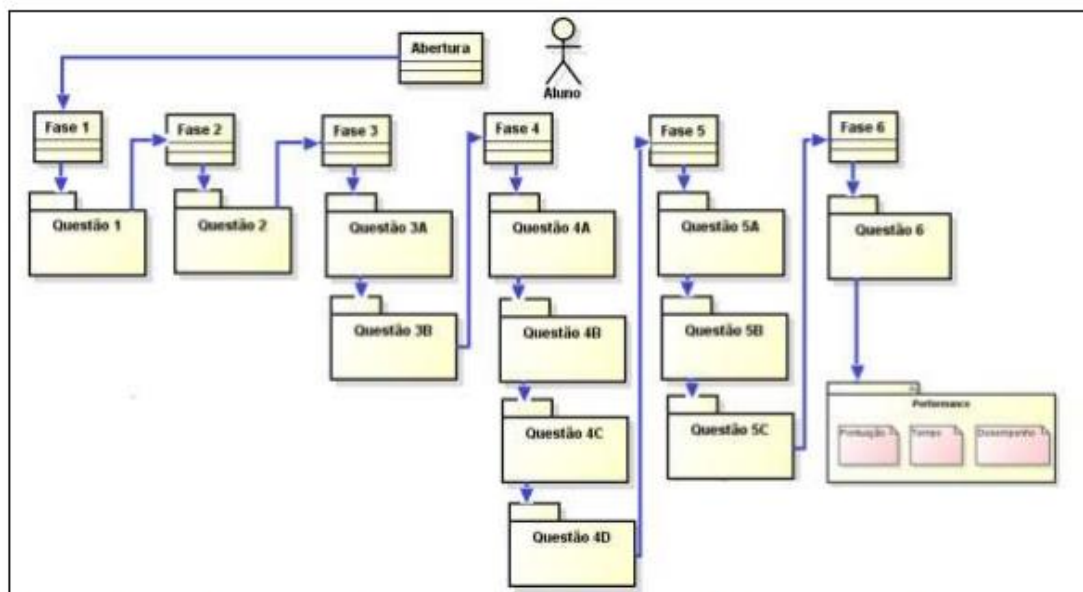 Abertura
Aluno
Fase 1
Fase 2
Fase 3
Fase 4
Fase 5
Fase 6
Questão 1
Questão 2
Questão 3A
Questão 4A
Questão 5A
Questão 6
Questão 3B
Questão 4B
Questão 5B
Questão 4C
Questão 5C
Questão 4D
Performance
Pontuação
Tempo
Desempenho